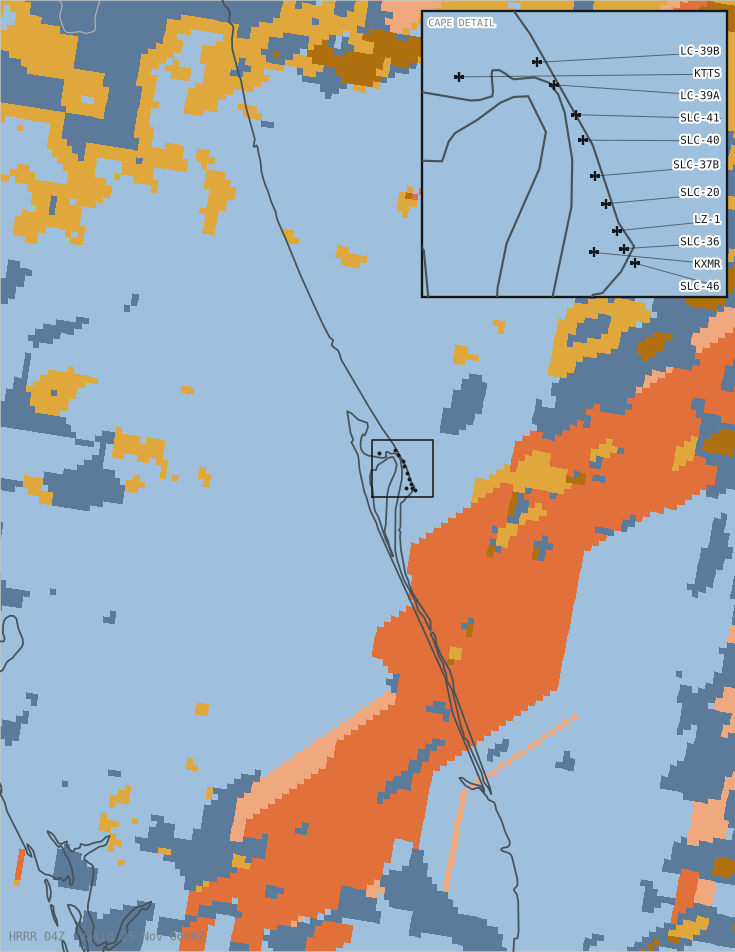 CAPE DETAIL
LC-39B
KTTS
LC-39A
SLC-41
SLC-40
SLC-37B
SLC-20
LZ-1
SLC-36
KXMR
SLC-46
HRRR 04Z Nov